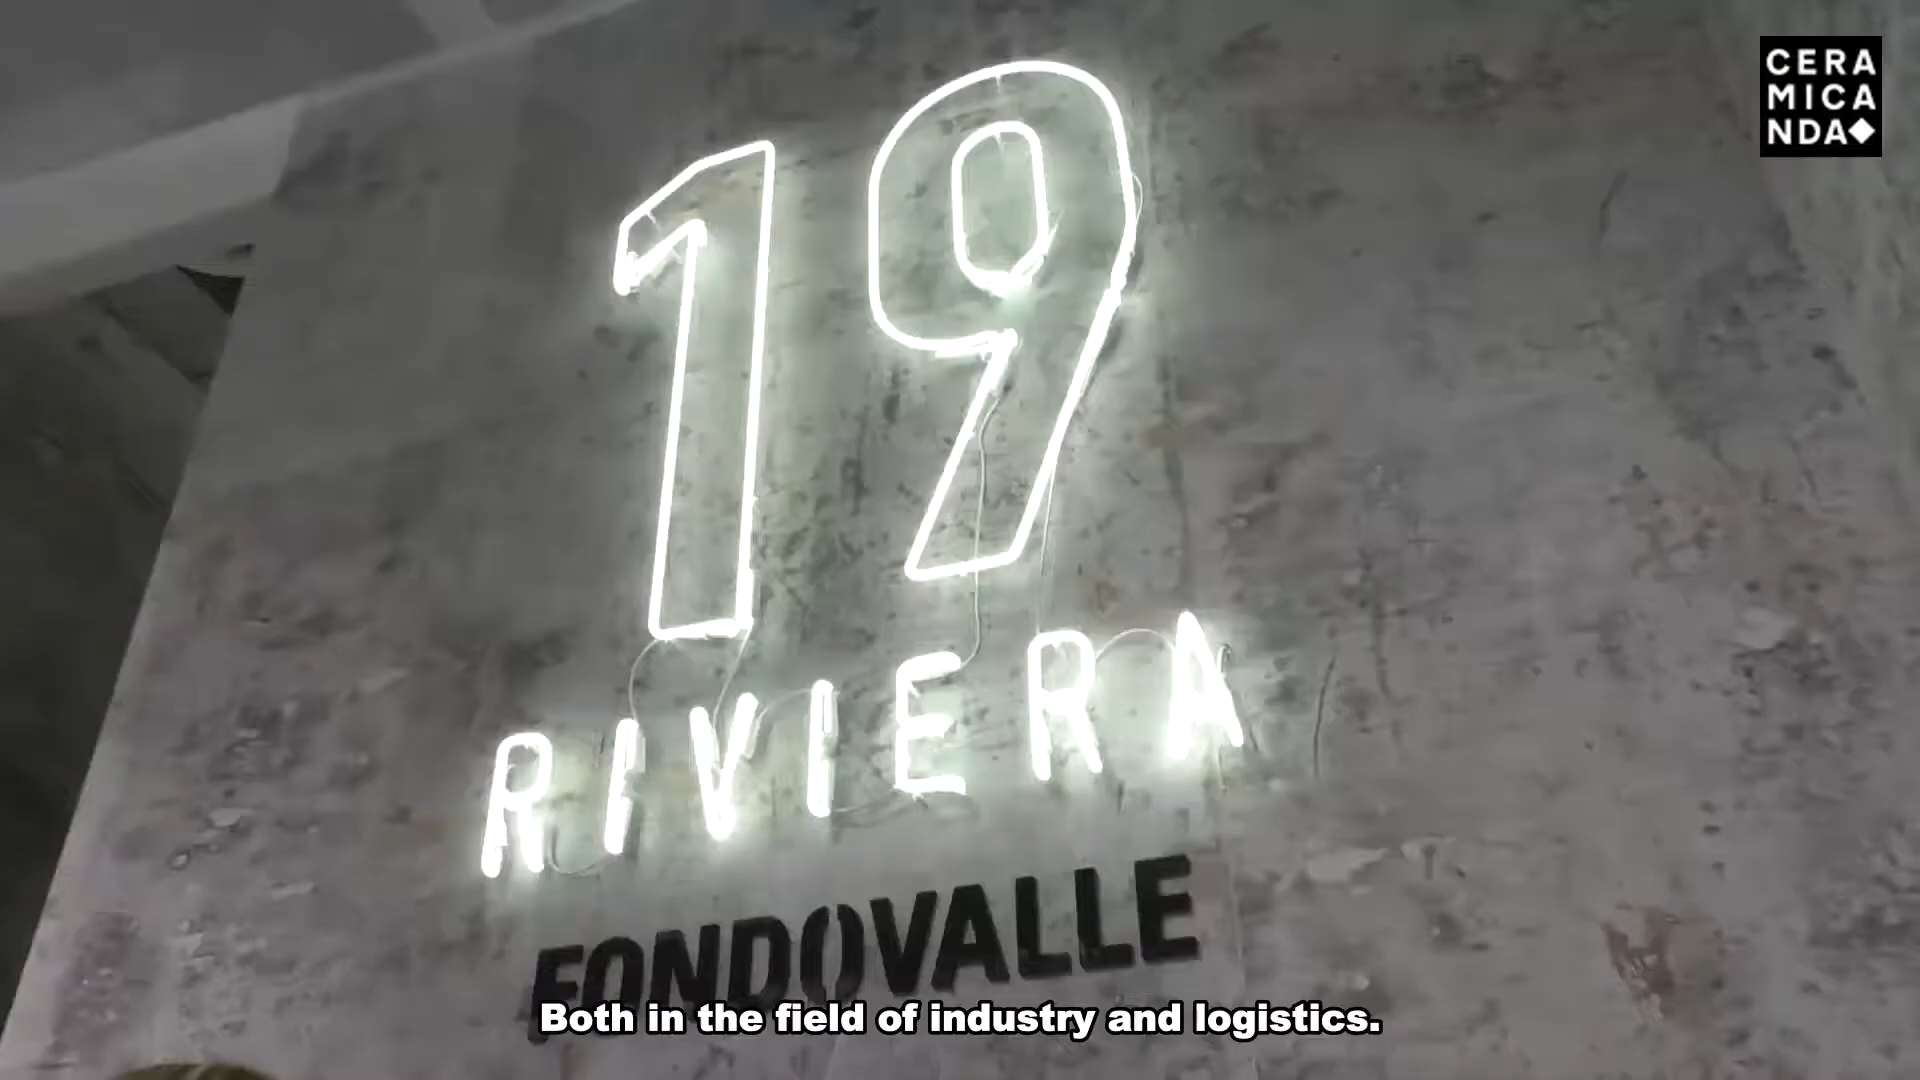 CERA
MICA
NDA
19
RIVIERA
FONDOVALLE
Both in the field of industry and logistics.